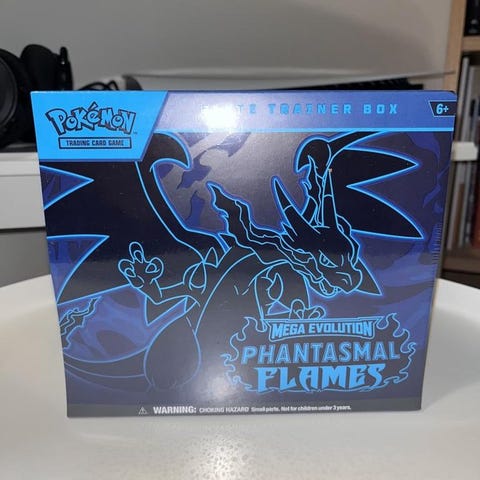 POKéMON
TRADING CARD GAME
TRAINER BOX
6+
MEGA EVOLUTION
PHANTASMAL
FLAMES
WARNING: CHOKING HAZARD Small parts. Not for children under 3 years.